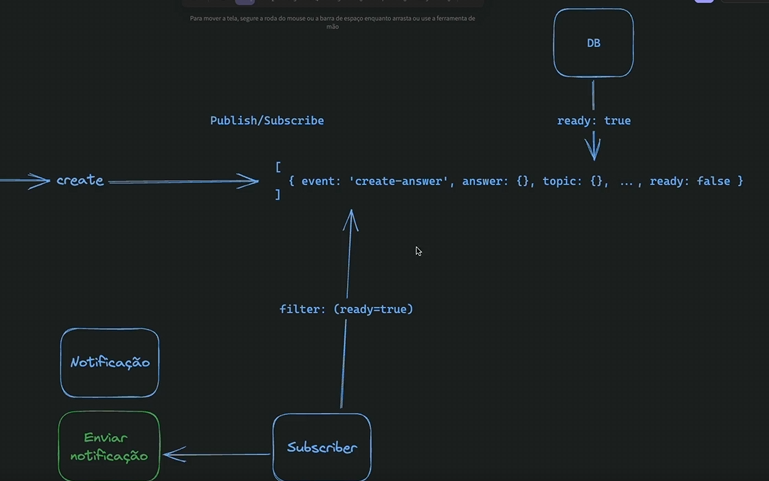 Para mover a tela, segure a roda do mouse ou a barra de espaço enquanto arrasta ou use a ferramenta de
mão
DB
Publish/Subscribe
ready: true
create
[
{ event: 'create-answer', answer: {}, topic: {}, ..., ready: false }
]
filter: (ready=true)
Notificação
Enviar
notificação
Subscriber